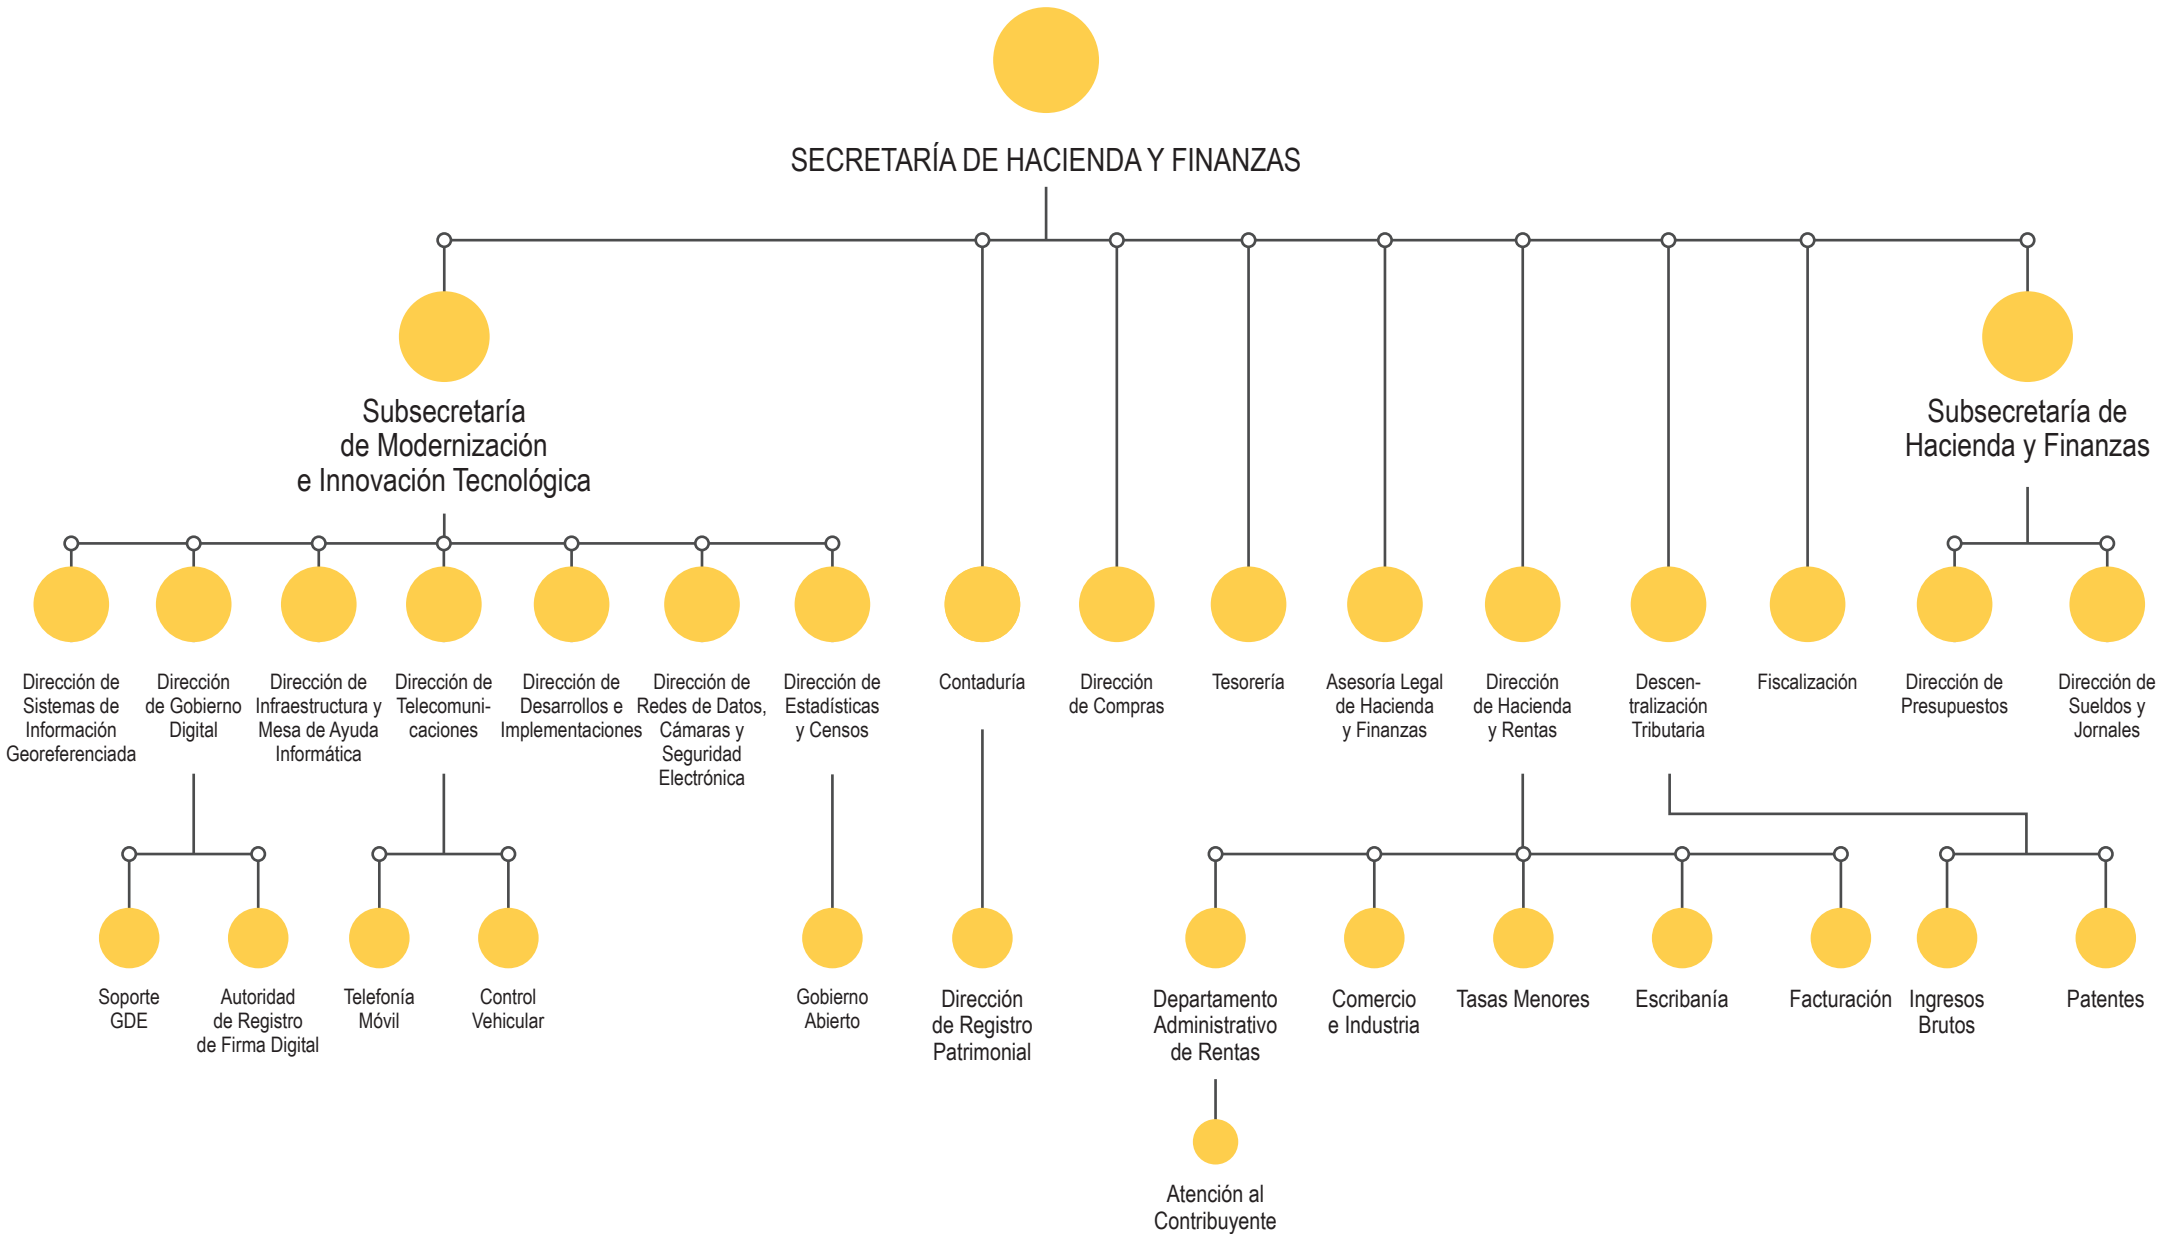 SECRETARÍA DE HACIENDA Y FINANZAS
Subsecretaría
de Modernización
e Innovación Tecnológica
Subsecretaría de
Hacienda y Finanzas
Dirección de
Sistemas de
Información
Georeferenciada
Dirección
de Gobierno
Digital
Dirección de
Infraestructura y
Mesa de Ayuda
Informática
Dirección de
Telecomuni-
caciones
Dirección de
Desarrollos e
Implementaciones
Dirección de
Redes de Datos,
Cámaras y
Seguridad
Electrónica
Dirección de
Estadísticas
y Censos
Contaduría
Dirección
de Compras
Tesorería
Asesoría Legal
de Hacienda
y Finanzas
Dirección
de Hacienda
y Rentas
Descen-
tralización
Tributaria
Fiscalización
Dirección de
Presupuestos
Dirección de
Sueldos y
Jornales
Soporte
GDE
Autoridad
de Registro
de Firma Digital
Telefonía
Móvil
Control
Vehicular
Gobierno
Abierto
Dirección
de Registro
Patrimonial
Departamento
Administrativo
de Rentas
Comercio
e Industria
Tasas Menores
Escribanía
Facturación
Ingresos
Brutos
Patentes
Atención al
Contribuyente